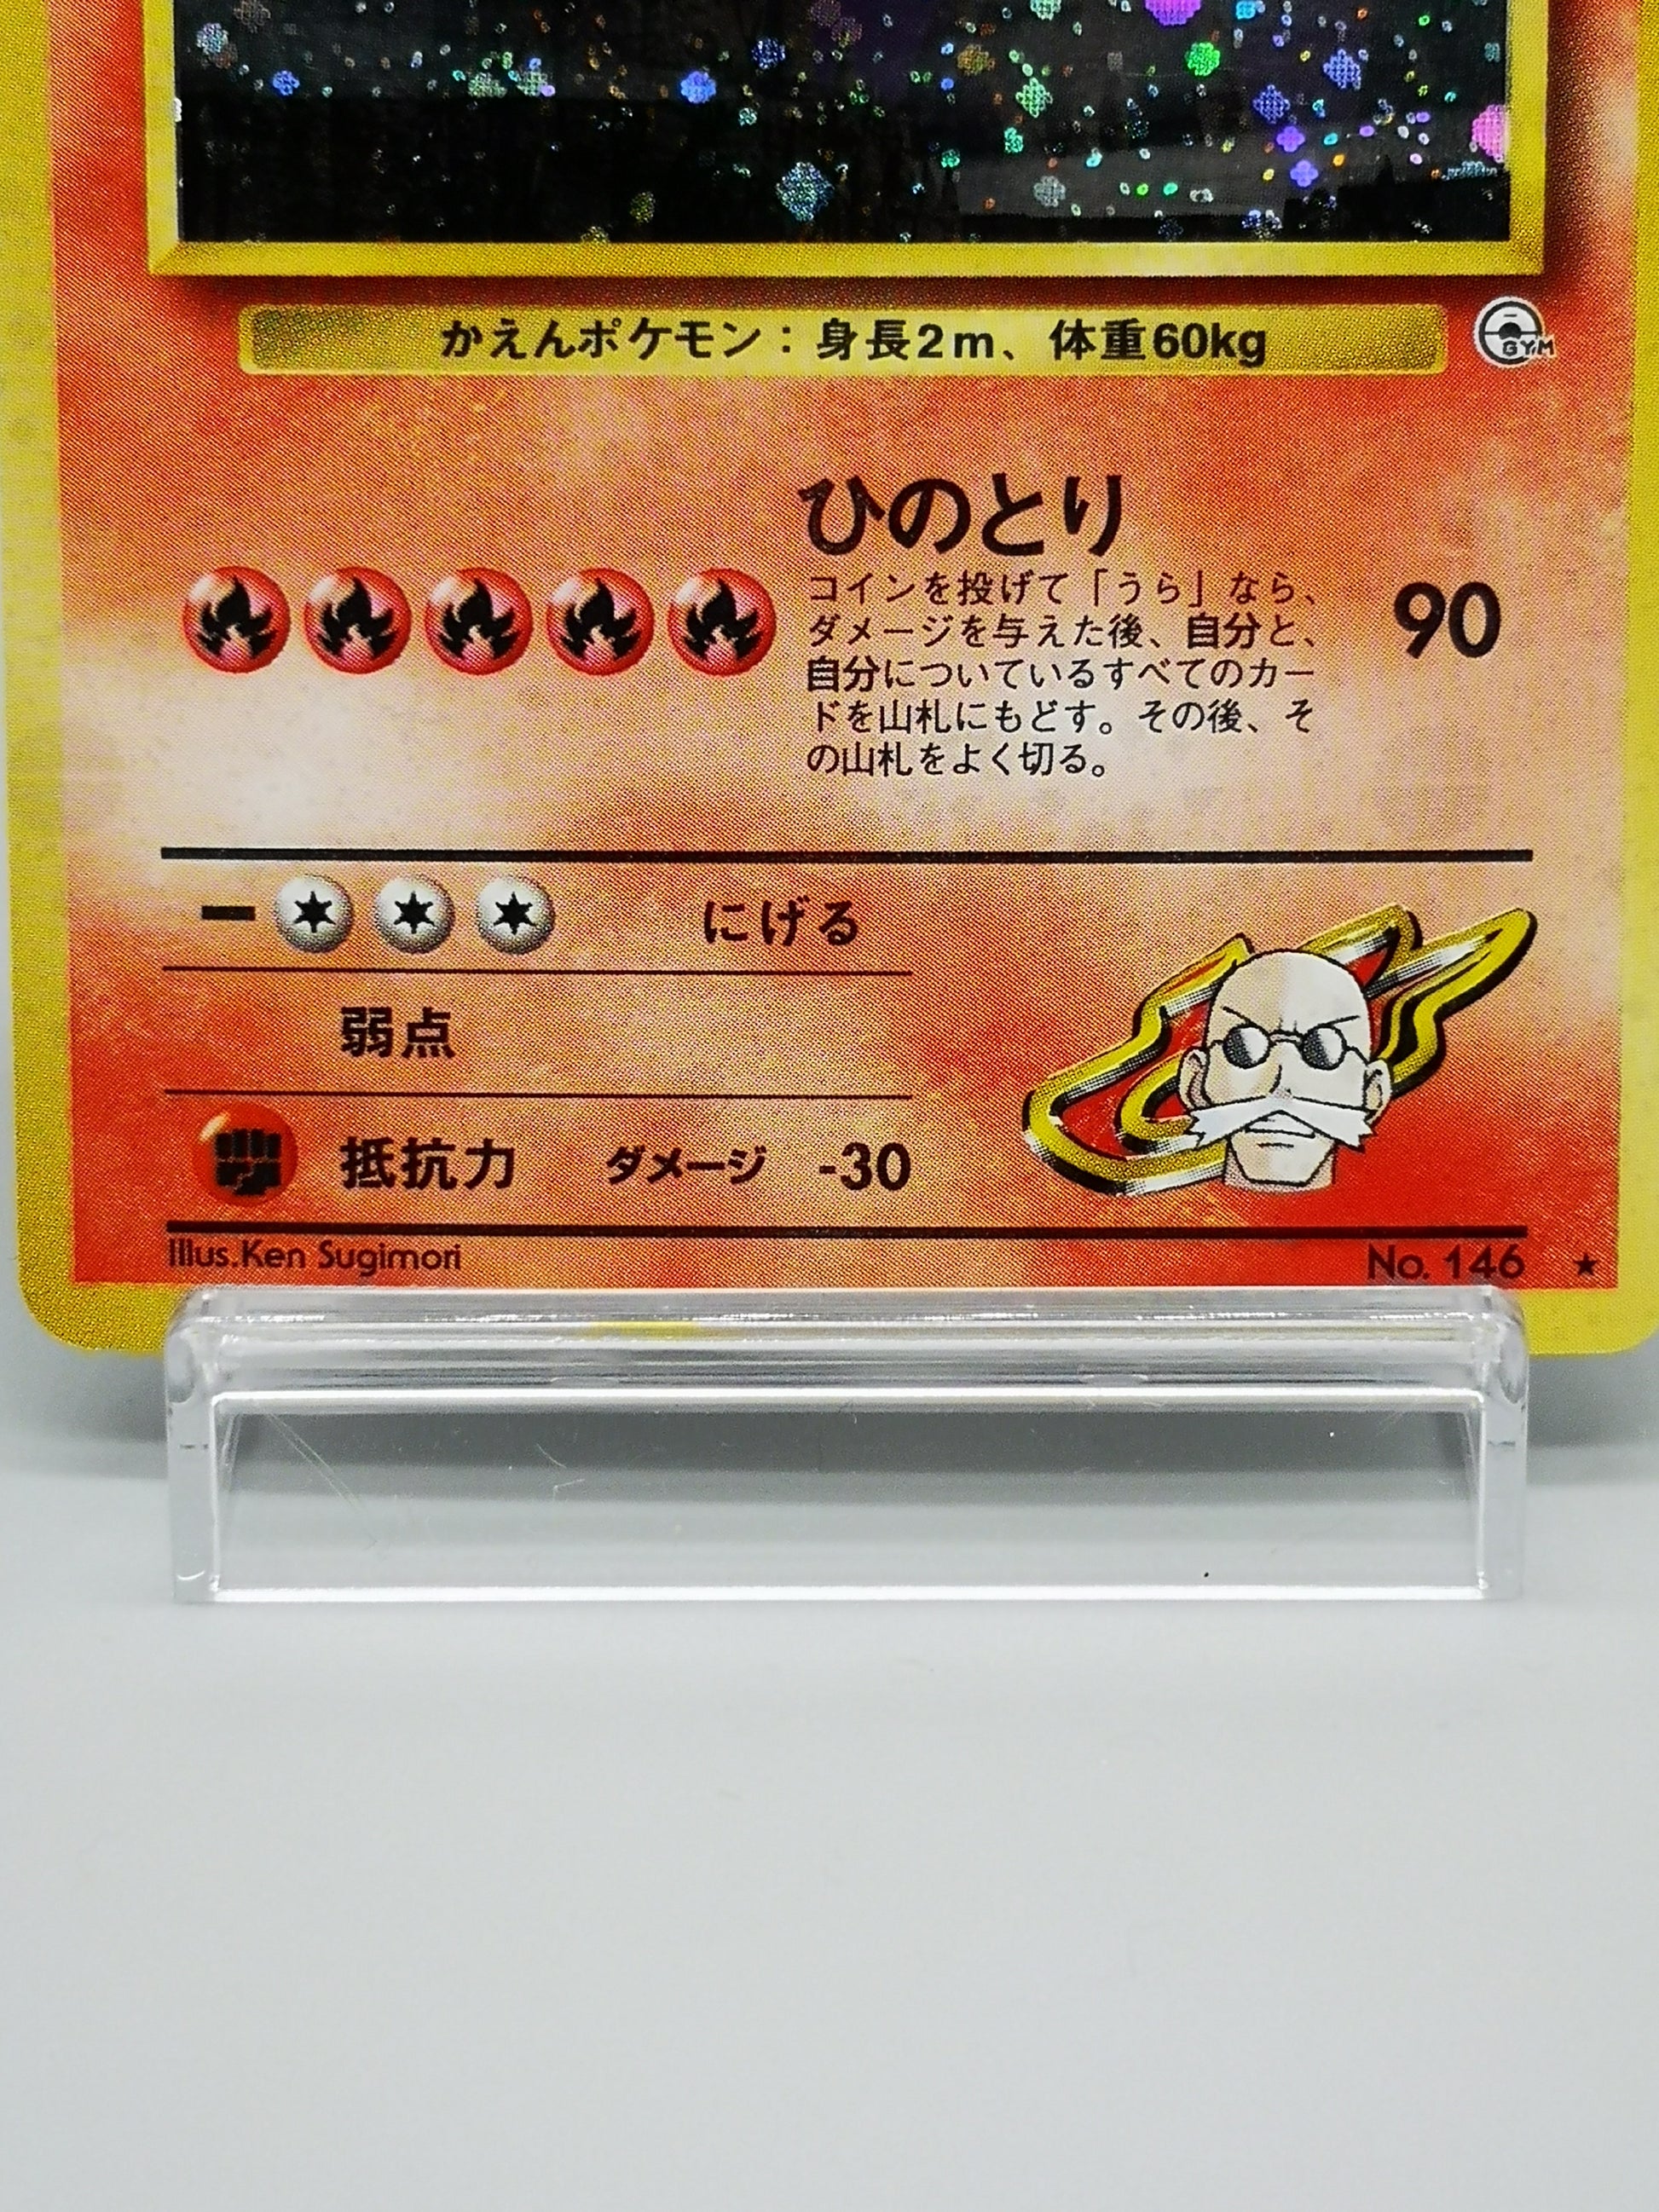 かえんポケモン：身長2m、体重60kg
GYM
ひのとり
コインを投げて「うら」なら、
ダメージを与えた後、自分と、
自分についているすべてのカー
ドを山札にもどす。その後、そ
の山札をよく切る。
90
にげる
弱点
抵抗力 ダメージ -30
Illus.Ken Sugimori
No. 146 ★